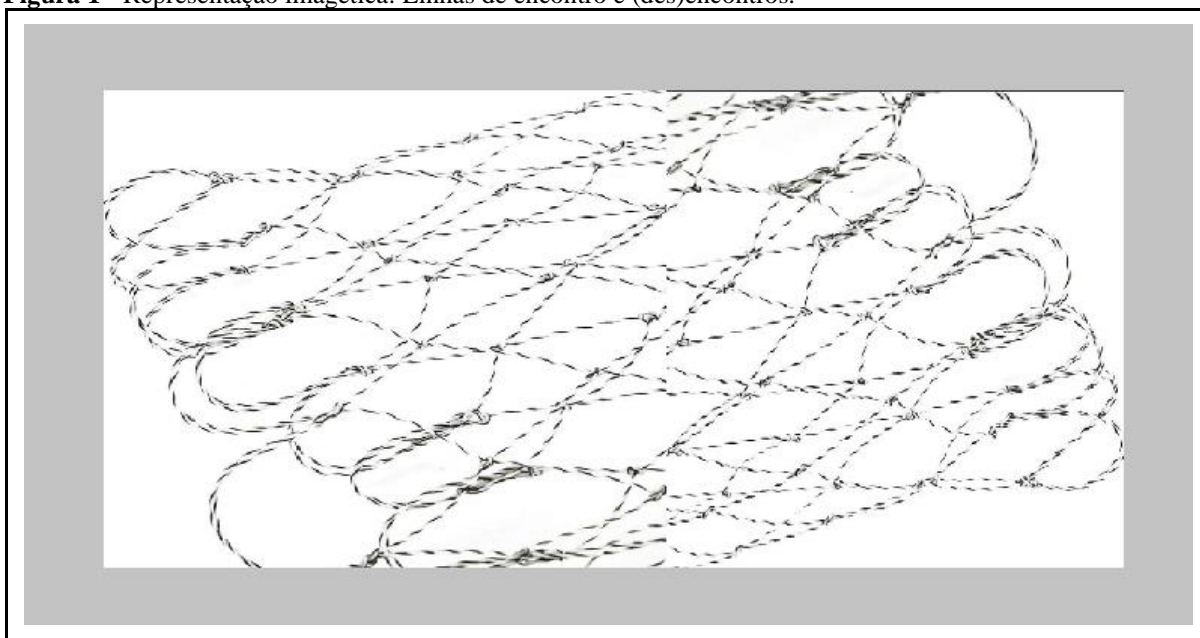 Figura 1 - Representação imagética: Linhas de encontro e (des)encontros.